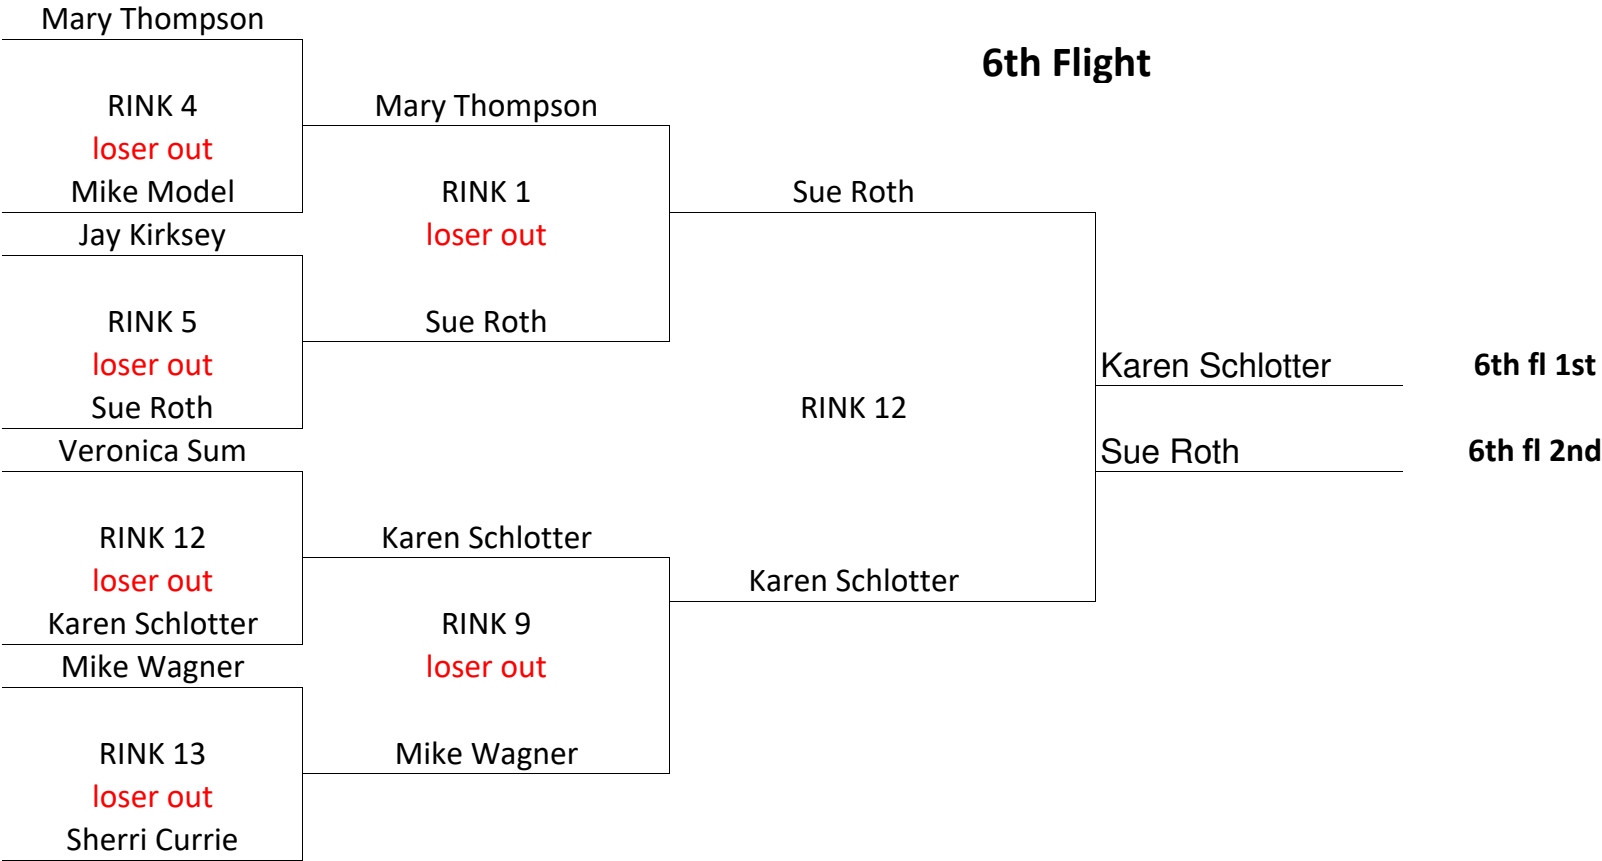 Mary Thompson
6th Flight
RINK 4
Mary Thompson
loser out
Mike Model
RINK 1
Sue Roth
Jay Kirksey
loser out
RINK 5
Sue Roth
loser out
Karen Schlotter
6th fl 1st
Sue Roth
RINK 12
Veronica Sum
Sue Roth
6th fl 2nd
RINK 12
Karen Schlotter
loser out
Karen Schlotter
Karen Schlotter
RINK 9
Mike Wagner
loser out
RINK 13
Mike Wagner
loser out
Sherri Currie